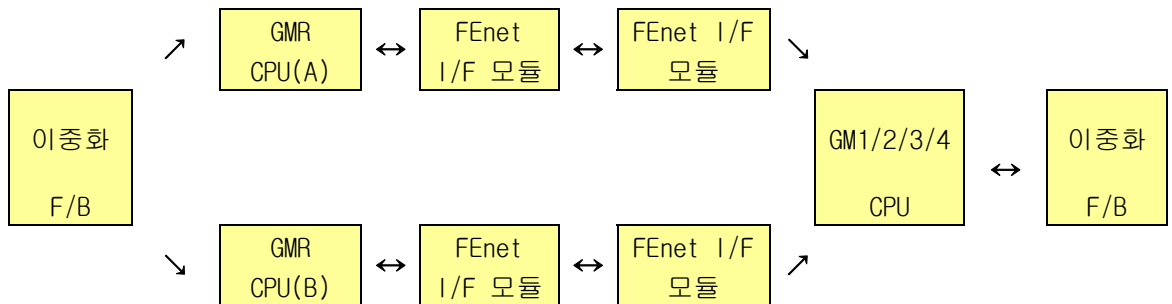 GMR
CPU(A)
FEnet
I/F 모듈
FEnet I/F
모듈
이중화
F/B
GM1/2/3/4
CPU
이중화
F/B
GMR
CPU(B)
FEnet
I/F 모듈
FEnet I/F
모듈